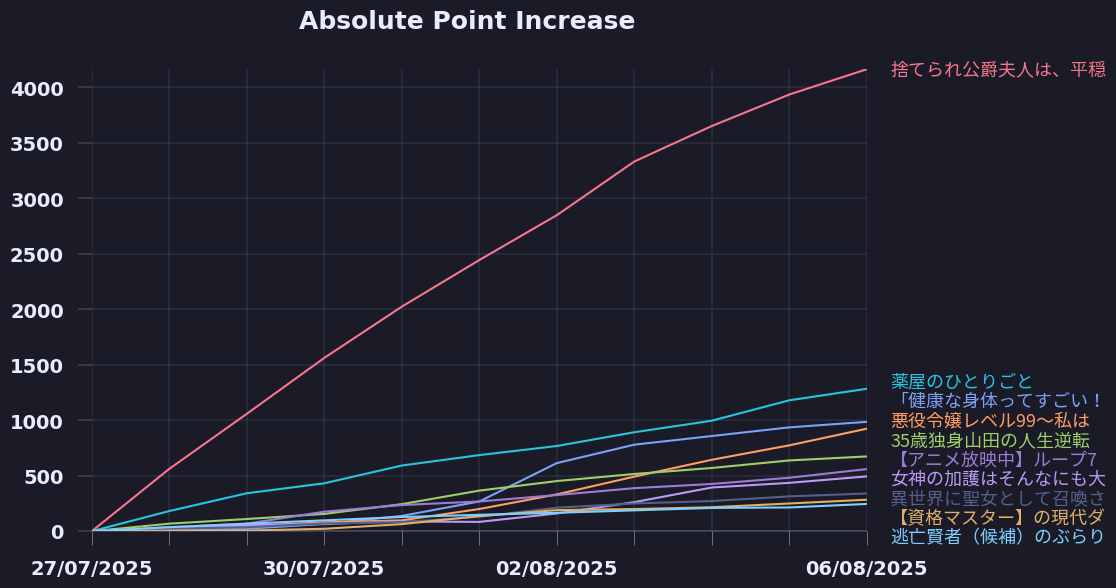 Absolute Point Increase
4000
3500
3000
2500
2000
1500
1000
500
0
27/07/2025
30/07/2025
02/08/2025
06/08/2025
捨てられ公爵夫人は、平穏
薬屋のひとりごと
「健康な身体ってすごい！
悪役令嬢レベル99～私は
35歳独身山田の人生逆転
【アニメ放映中】ループ7
女神の加護はそんなにも大
異世界に聖女として召喚さ
【資格マスター】の現代ダ
逃亡賢者（候補）のぶらり